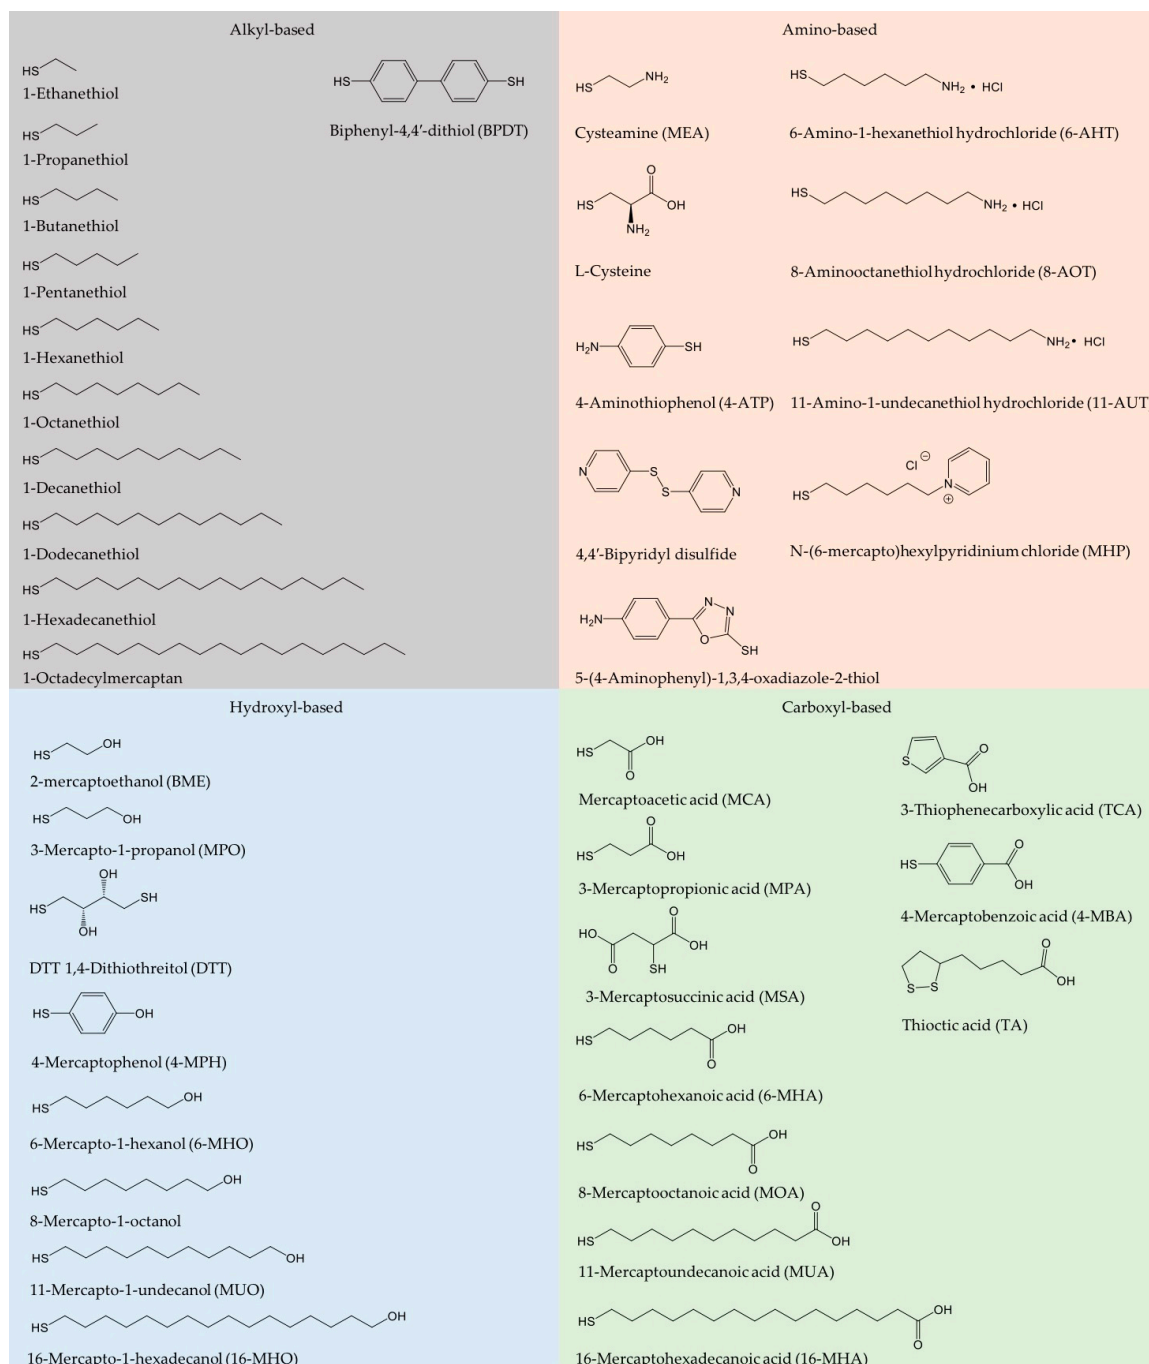 Alkyl-based
HS
1-Ethanethiol
HS
1-Propanethiol
HS
1-Butanethiol
HS
1-Pentanethiol
HS
1-Hexanethiol
HS
1-Octanethiol
HS
1-Decanethiol
HS
1-Dodecanethiol
HS
1-Hexadecanethiol
HS
1-Octadecylmercaptan
HS SH
Biphenyl-4,4′-dithiol (BPDT)
Amino-based
HS NH2
Cysteamine (MEA)
O
HS OH
NH2
L-Cysteine
H2N SH
4-Aminothiophenol (4-ATP)
N S
S N
4,4′-Bipyridyl disulfide
N N
H2N
O
SH
5-(4-Aminophenyl)-1,3,4-oxadiazole-2-thiol
HS
NH2 • HCl
6-Amino-1-hexanethiol hydrochloride (6-AHT)
HS
NH2 • HCl
8-Aminooctanethiol hydrochloride (8-AOT)
HS
NH2 • HCl
11-Amino-1-undecanethiol hydrochloride (11-AUT
Cl ⊖
HS N
⊕
N-(6-mercapto)hexylpyridinium chloride (MHP)
Hydroxyl-based
OH
HS
2-mercaptoethanol (BME)
HS OH
3-Mercapto-1-propanol (MPO)
OH
SH
HS
OH
DTT 1,4-Dithiothreitol (DTT)
HS OH
4-Mercaptophenol (4-MPH)
OH
HS
6-Mercapto-1-hexanol (6-MHO)
OH
HS
8-Mercapto-1-octanol
HS OH
11-Mercapto-1-undecanol (MUO)
OH
HS
16-Mercapto-1-hexadecanol (16-MHO)
Carboxyl-based
OH
HS
O
Mercaptoacetic acid (MCA)
O
HS OH
3-Mercaptopropionic acid (MPA)
O
HO
OH
O SH
3-Mercaptosuccinic acid (MSA)
OH
HS
O
6-Mercaptohexanoic acid (6-MHA)
OH
HS
O
8-Mercaptooctanoic acid (MOA)
O
HS OH
11-Mercaptoundecanoic acid (MUA)
OH
HS
O
16-Mercaptohexadecanoic acid (16-MHA)
O
S
OH
3-Thiophenecarboxylic acid (TCA)
O
HS
OH
4-Mercaptobenzoic acid (4-MBA)
O
OH
S S
Thioctic acid (TA)